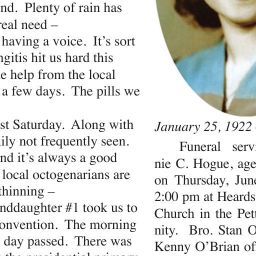 nd. Plenty of rain has
real need –
having a voice. It's sort
gitis hit us hard this
e help from the local
a few days. The pills we
st Saturday. Along with
ily not frequently seen.
nd it's always a good
local octogenarians are
thinning –
nddaughter #1 took us to
onvention. The morning
day passed. There was
January 25, 1922
Funeral serv
nie C. Hogue, age
on Thursday, June
2:00 pm at Heards
Church in the Pett
nity. Bro. Stan O
Kenny O'Brian of